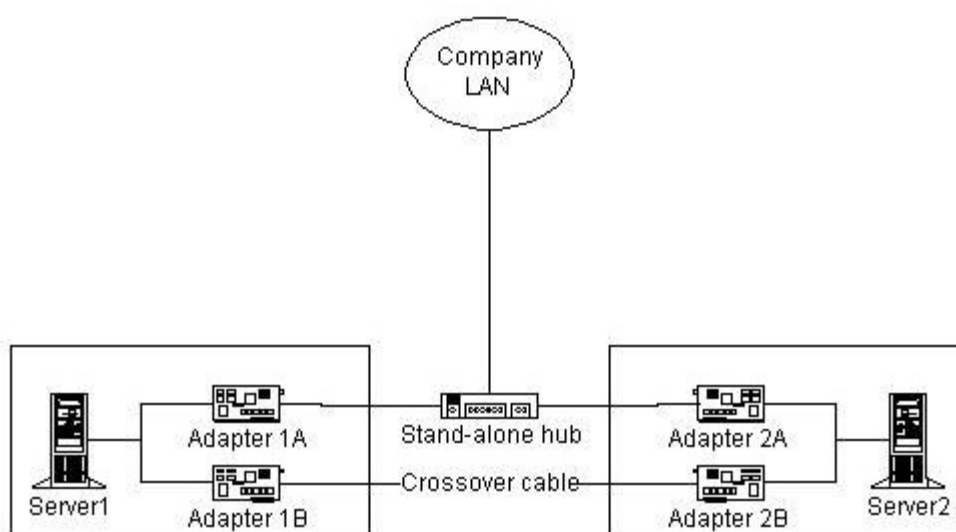 Company
LAN
Adapter 1A
Stand-alone hub
Adapter 2A
Server1
Adapter 1B
Crossover cable
Adapter 2B
Server2